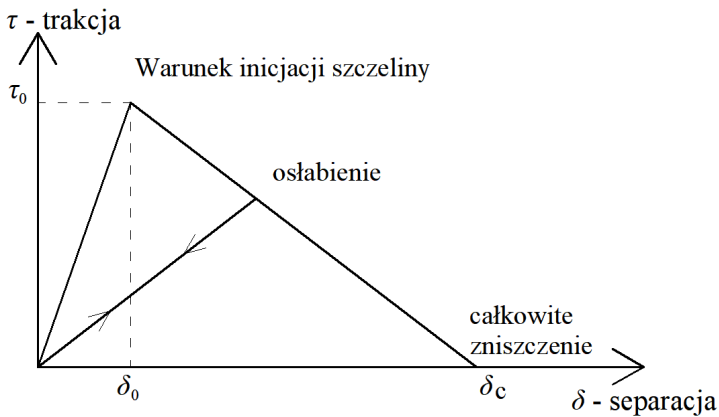 τ - trakcja
Warunek inicjacji szczeliny
τ₀
osłabienie
całkowite
zniszczenie
δ₀
δc
δ - separacja